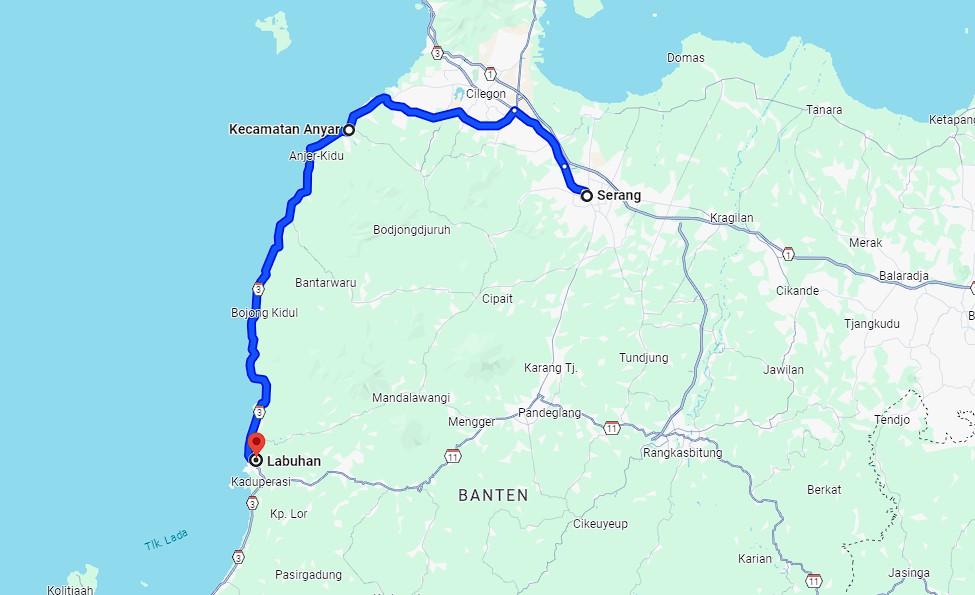 3
1
Domas
Cilegon
Tanara
Ketapang
Kecamatan Anyar
Anjer-Kidu
Serang
Kragilan
Bodjongdjuruh
Merak
1
Balaradja
Bantarwaru
3
Cikande
Cipait
Bojong Kidul
Tjangkudu
B
Tundjung
Karang Tj.
Jawilan
Mandalawangi
3
Pandeglang
Mengger
11
Tendjo
Rangkasbitung
11
Labuhan
Kaduperasi
BANTEN
Berkat
3
Kp. Lor
Cikeuyeup
Tlk. Lada
3
Karian
Pasirgadung
11
Jasinga
Kolitiaah